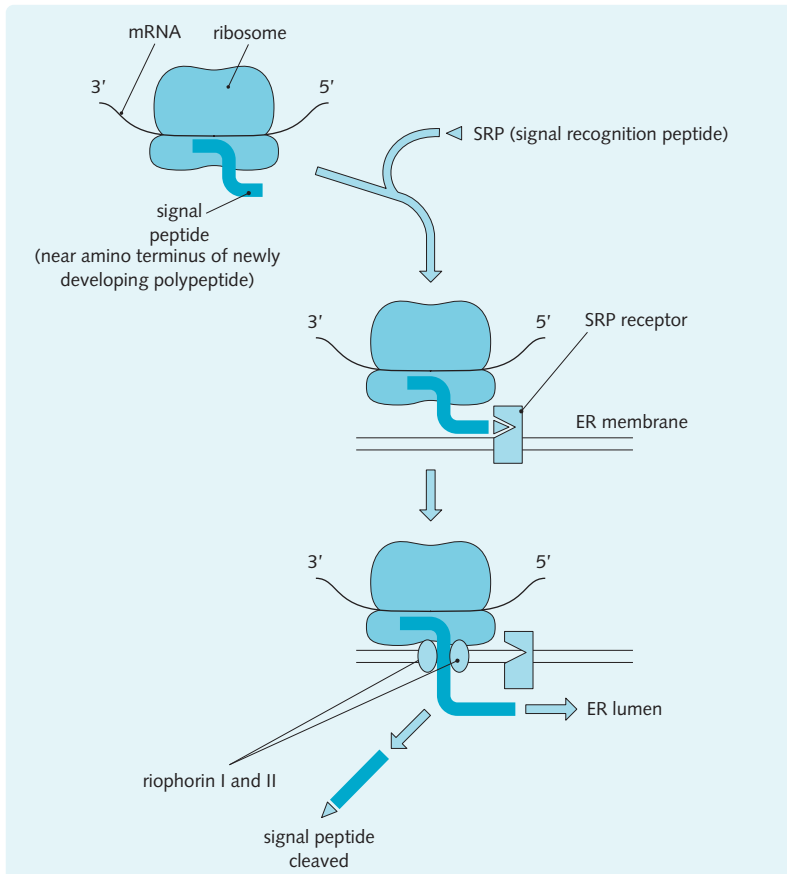 mRNA
ribosome
3′
5′
SRP (signal recognition peptide)
signal
peptide
(near amino terminus of newly
developing polypeptide)
3′
5′
SRP receptor
ER membrane
3′
5′
ER lumen
riophorin I and II
signal peptide
cleaved